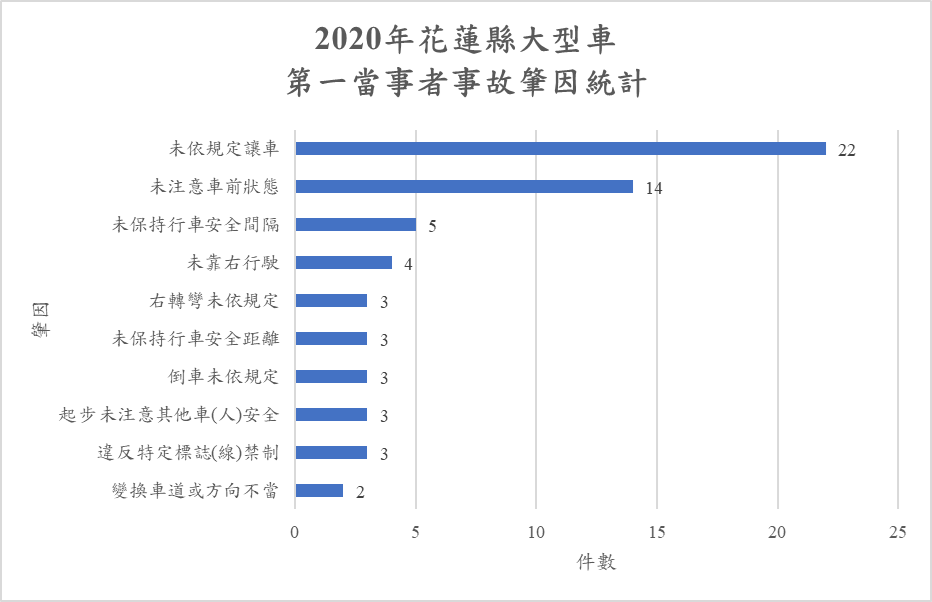 2020年花蓮縣大型車
第一當事者事故肇因統計
肇因
未依規定讓車 22
未注意車前狀態 14
未保持行車安全間隔 5
未靠右行駛 4
右轉彎未依規定 3
未保持行車安全距離 3
倒車未依規定 3
起步未注意其他車(人)安全 3
違反特定標誌(線)禁制 3
變換車道或方向不當 2
0 5 10 15 20 25
件數